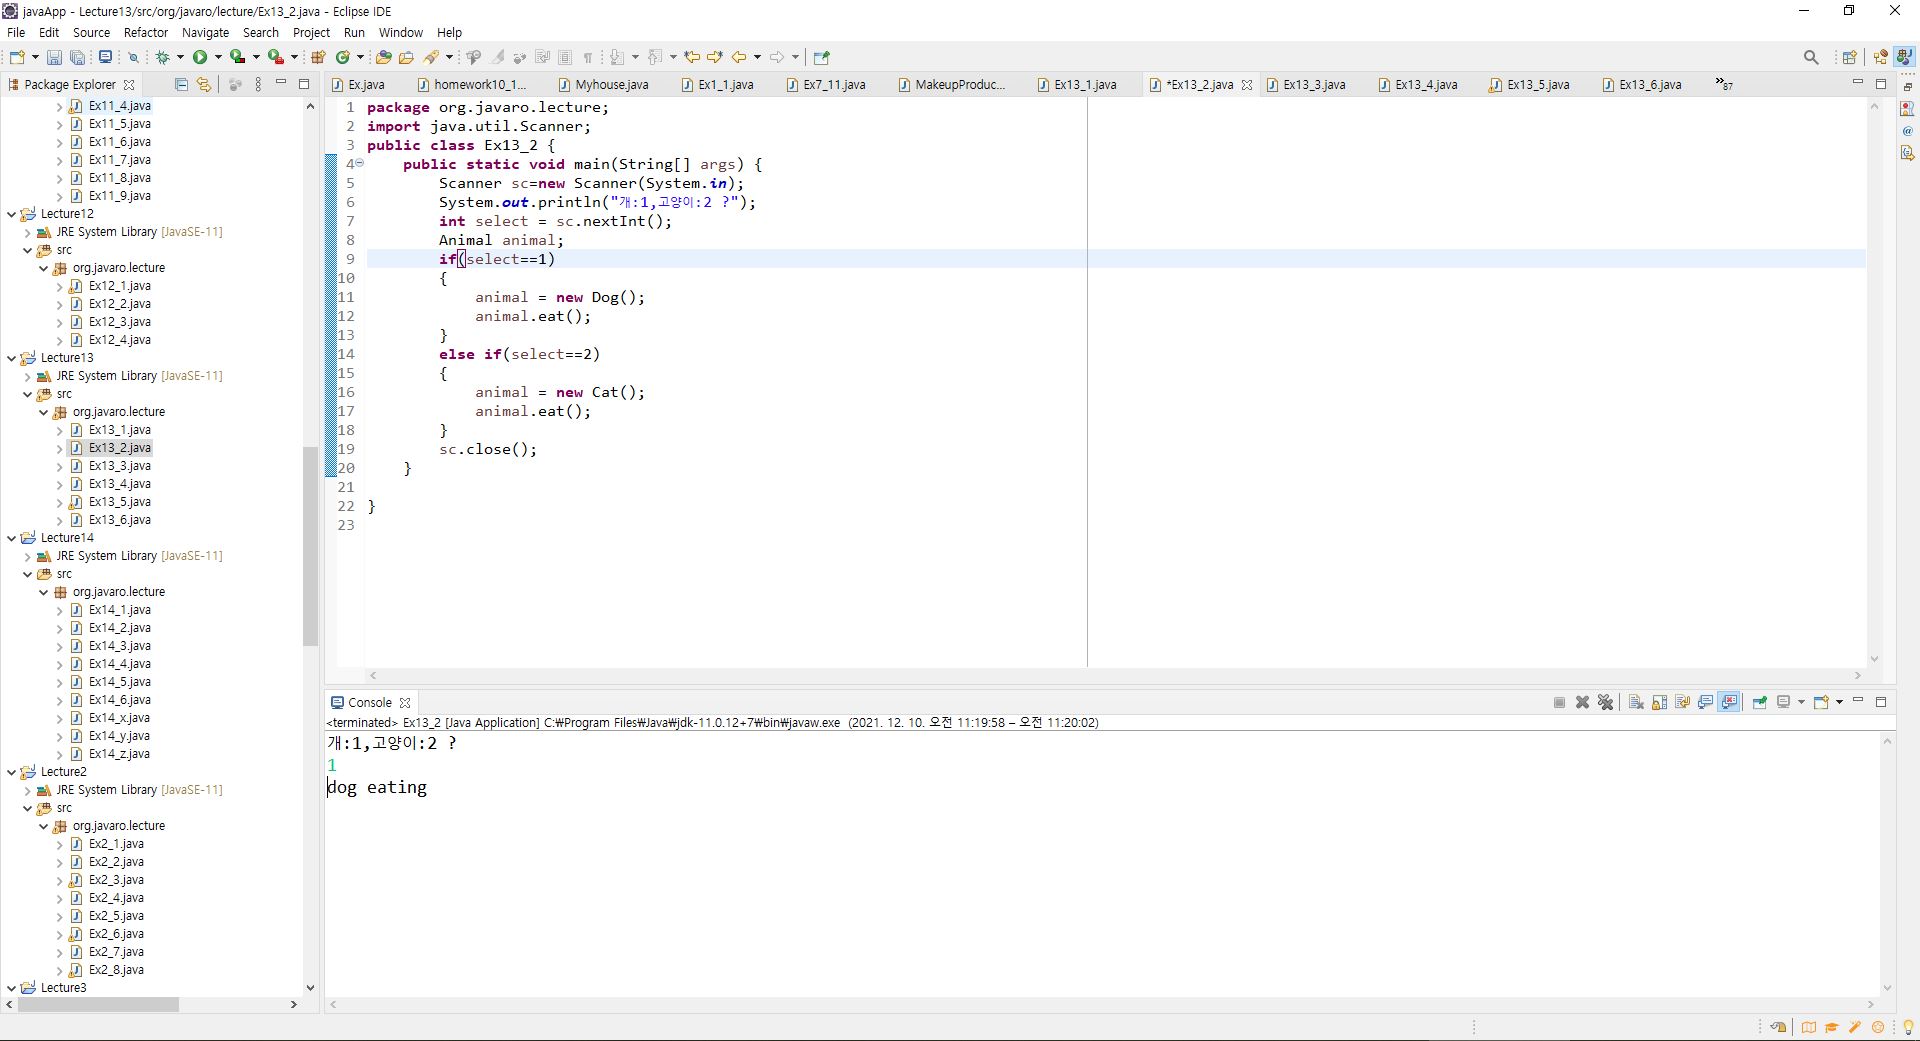 javaApp - Lecture13/src/org/javaro/lecture/Ex13_2.java - Eclipse IDE
File Edit Source Refactor Navigate Search Project Run Window Help
Package Explorer
Ex11_4.java
Ex11_5.java
Ex11_6.java
Ex11_7.java
Ex11_8.java
Ex11_9.java
Lecture12
JRE System Library [JavaSE-11]
src
org.javaro.lecture
Ex12_1.java
Ex12_2.java
Ex12_3.java
Ex12_4.java
Lecture13
JRE System Library [JavaSE-11]
src
org.javaro.lecture
Ex13_1.java
Ex13_2.java
Ex13_3.java
Ex13_4.java
Ex13_5.java
Ex13_6.java
Lecture14
JRE System Library [JavaSE-11]
src
org.javaro.lecture
Ex14_1.java
Ex14_2.java
Ex14_3.java
Ex14_4.java
Ex14_5.java
Ex14_6.java
Ex14_x.java
Ex14_y.java
Ex14_z.java
Lecture2
JRE System Library [JavaSE-11]
src
org.javaro.lecture
Ex2_1.java
Ex2_2.java
Ex2_3.java
Ex2_4.java
Ex2_5.java
Ex2_6.java
Ex2_7.java
Ex2_8.java
Lecture3
Ex.java homework10_1... Myhouse.java Ex1_1.java Ex7_11.java MakeupProduc... Ex13_1.java *Ex13_2.java Ex13_3.java Ex13_4.java Ex13_5.java Ex13_6.java »87
1 package org.javaro.lecture;
2 import java.util.Scanner;
3 public class Ex13_2 {
4 public static void main(String[] args) {
5 Scanner sc=new Scanner(System.in);
6 System.out.println("개:1,고양이:2 ?");
7 int select = sc.nextInt();
8 Animal animal;
9 if(select==1)
10 {
11 animal = new Dog();
12 animal.eat();
13 }
14 else if(select==2)
15 {
16 animal = new Cat();
17 animal.eat();
18 }
19 sc.close();
20 }
21
22 }
23
Console
<terminated> Ex13_2 [Java Application] C:₩Program Files₩Java₩jdk-11.0.12+7₩bin₩javaw.exe (2021. 12. 10. 오전 11:19:58 – 오전 11:20:02)
개:1,고양이:2 ?
1
dog eating